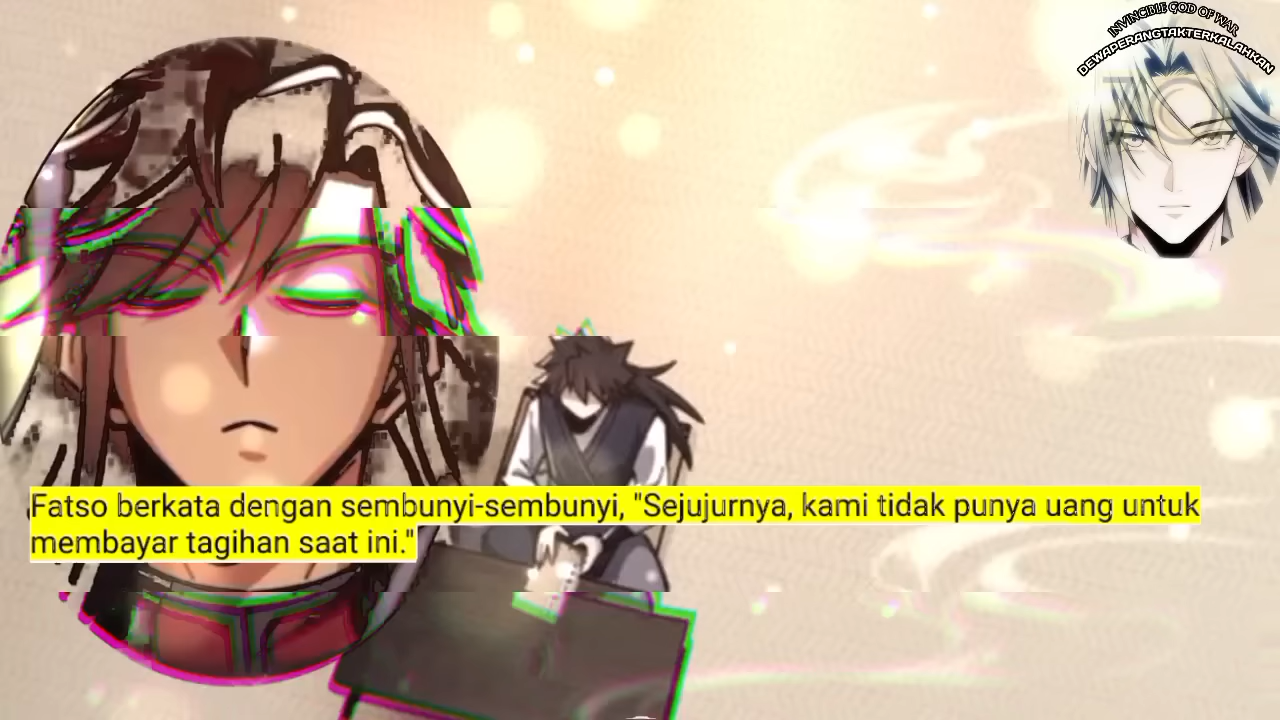 INVINCIBLE GOD OF WAR
DEWAPERANGTAKTERKALAHKAN
Fatso berkata dengan sembunyi-sembunyi, "Sejujurnya, kami tidak punya uang untuk
membayar tagihan saat ini."